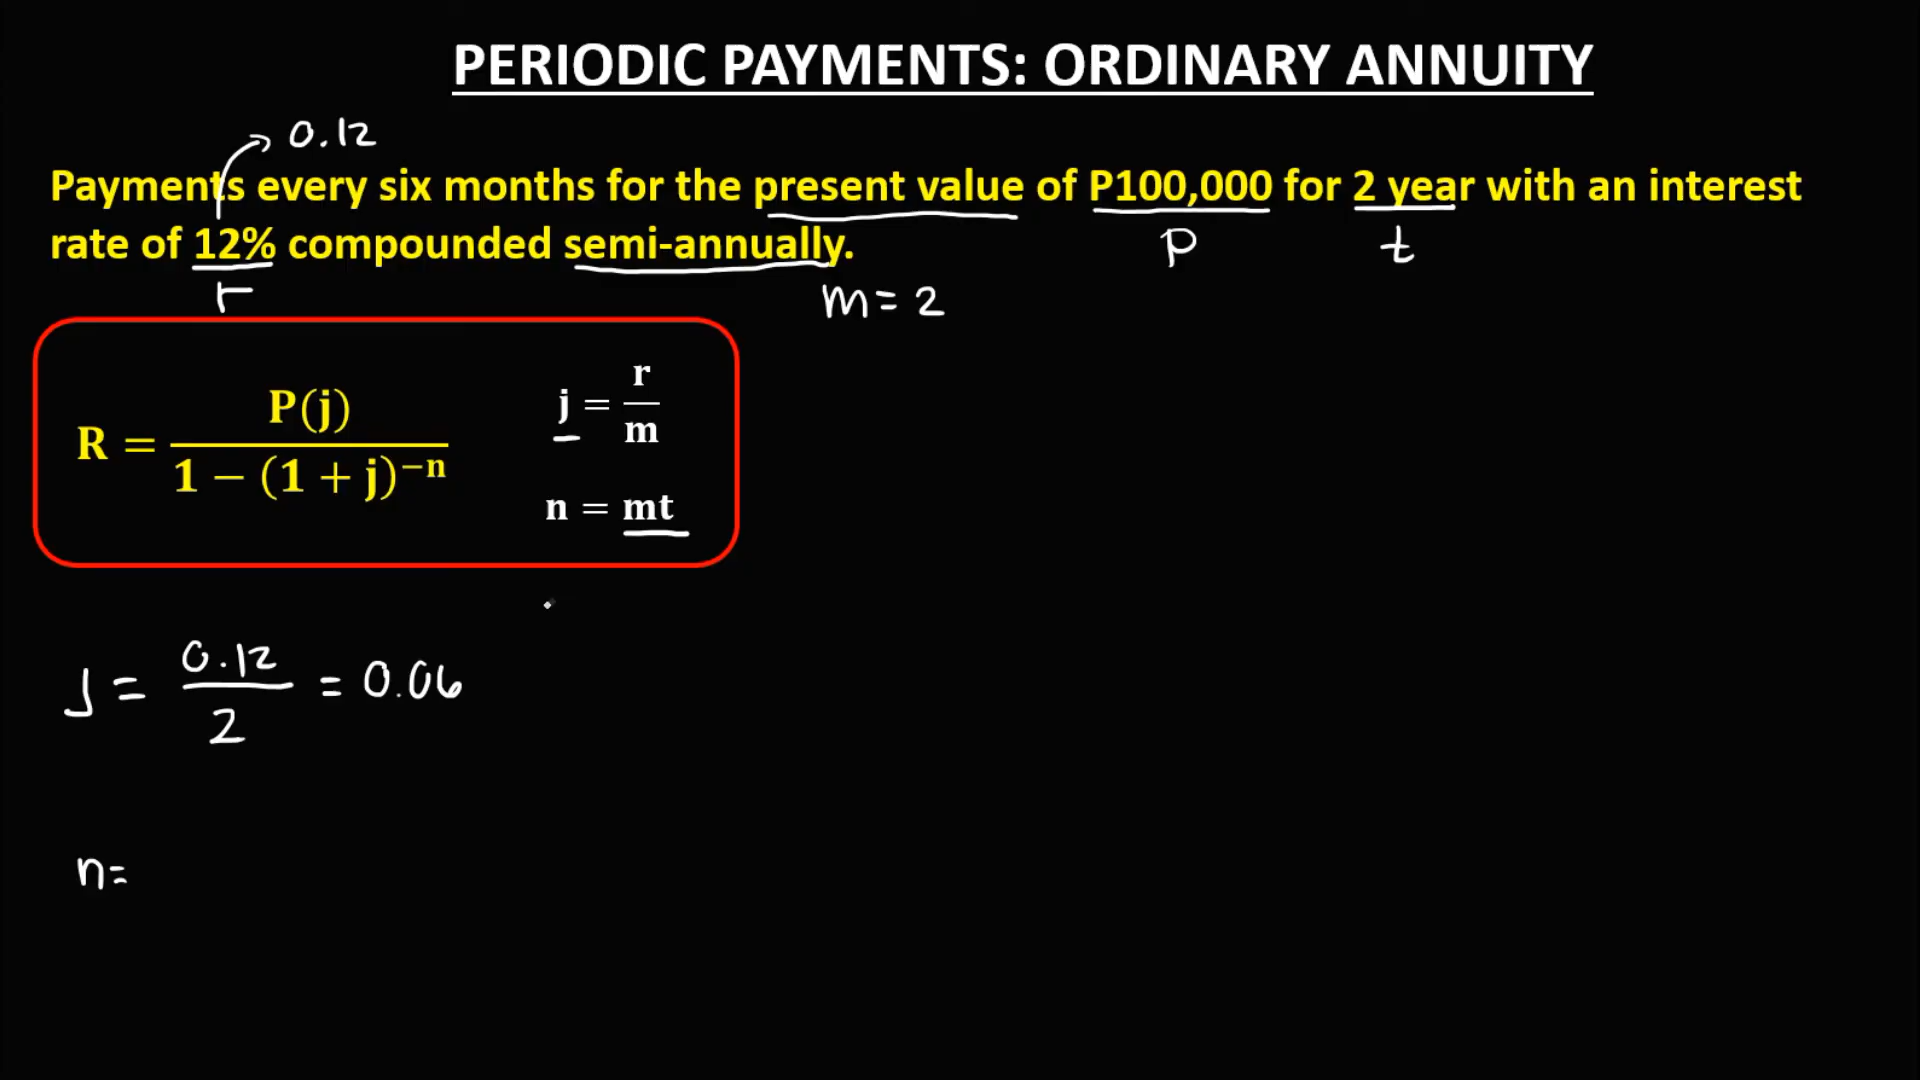 PERIODIC PAYMENTS: ORDINARY ANNUITY
0.12
Payments every six months for the present value of P100,000 for 2 year with an interest
rate of 12% compounded semi-annually.
P t
r
m = 2
R = P(j) / 1 − (1 + j)^−n
j = r / m
n = mt
J = 0.12 / 2 = 0.06
n=